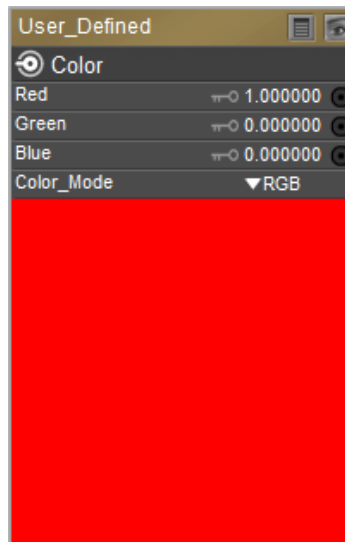 User_Defined
Color
Red 1.000000
Green 0.000000
Blue 0.000000
Color_Mode RGB